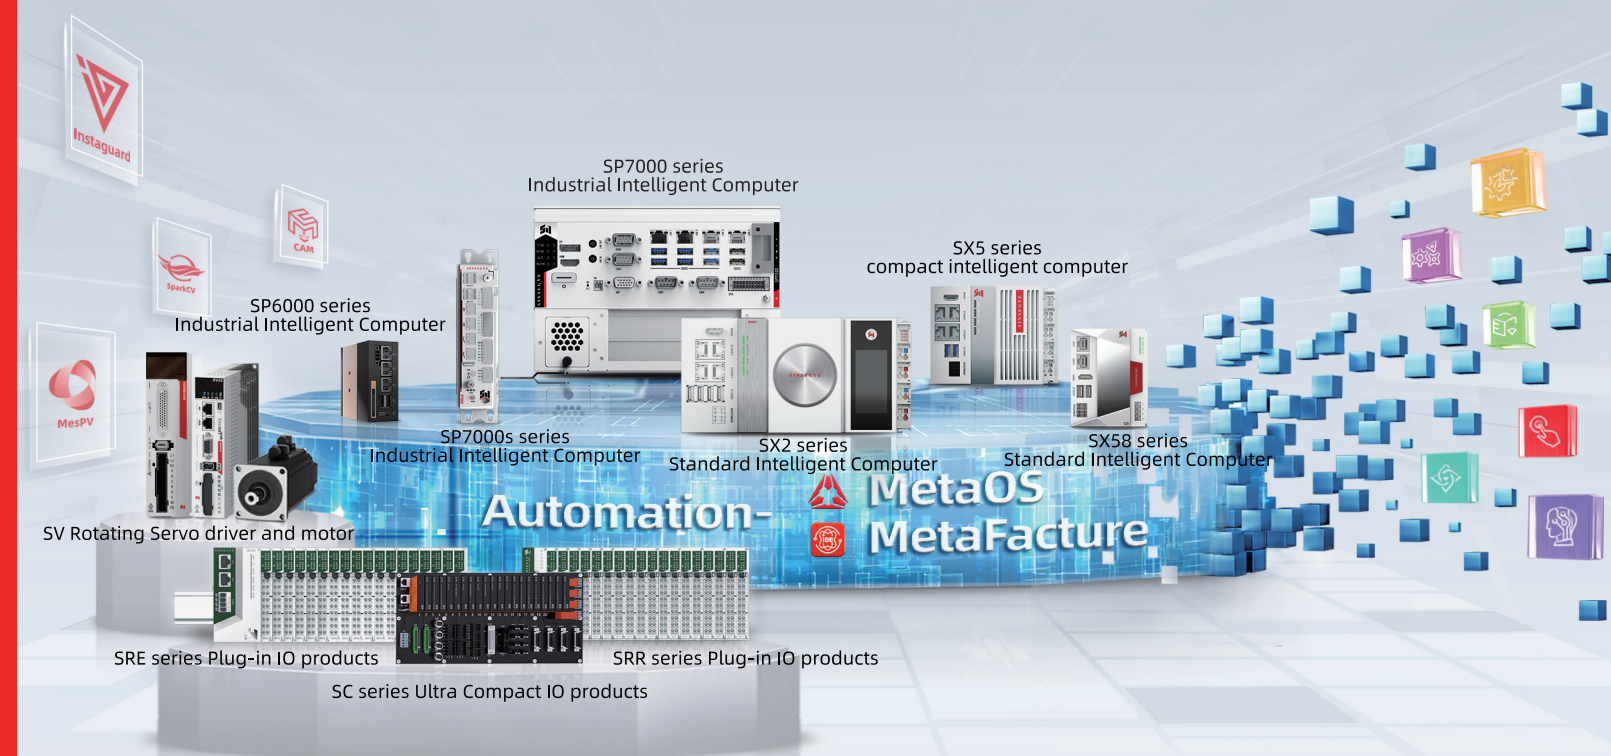 Instaguard
CAM
SparkCV
MesPV
SP7000 series
Industrial Intelligent Computer
SX5 series
compact intelligent computer
SP6000 series
Industrial Intelligent Computer
SP7000s series
Industrial Intelligent Computer
SX2 series
Standard Intelligent Computer
SX58 series
Standard Intelligent Computer
SINSEGYE
Automation-
MetaOS
IDE
MetaFacture
SV Rotating Servo driver and motor
SRE series Plug-in IO products
SRR series Plug-in IO products
SC series Ultra Compact IO products